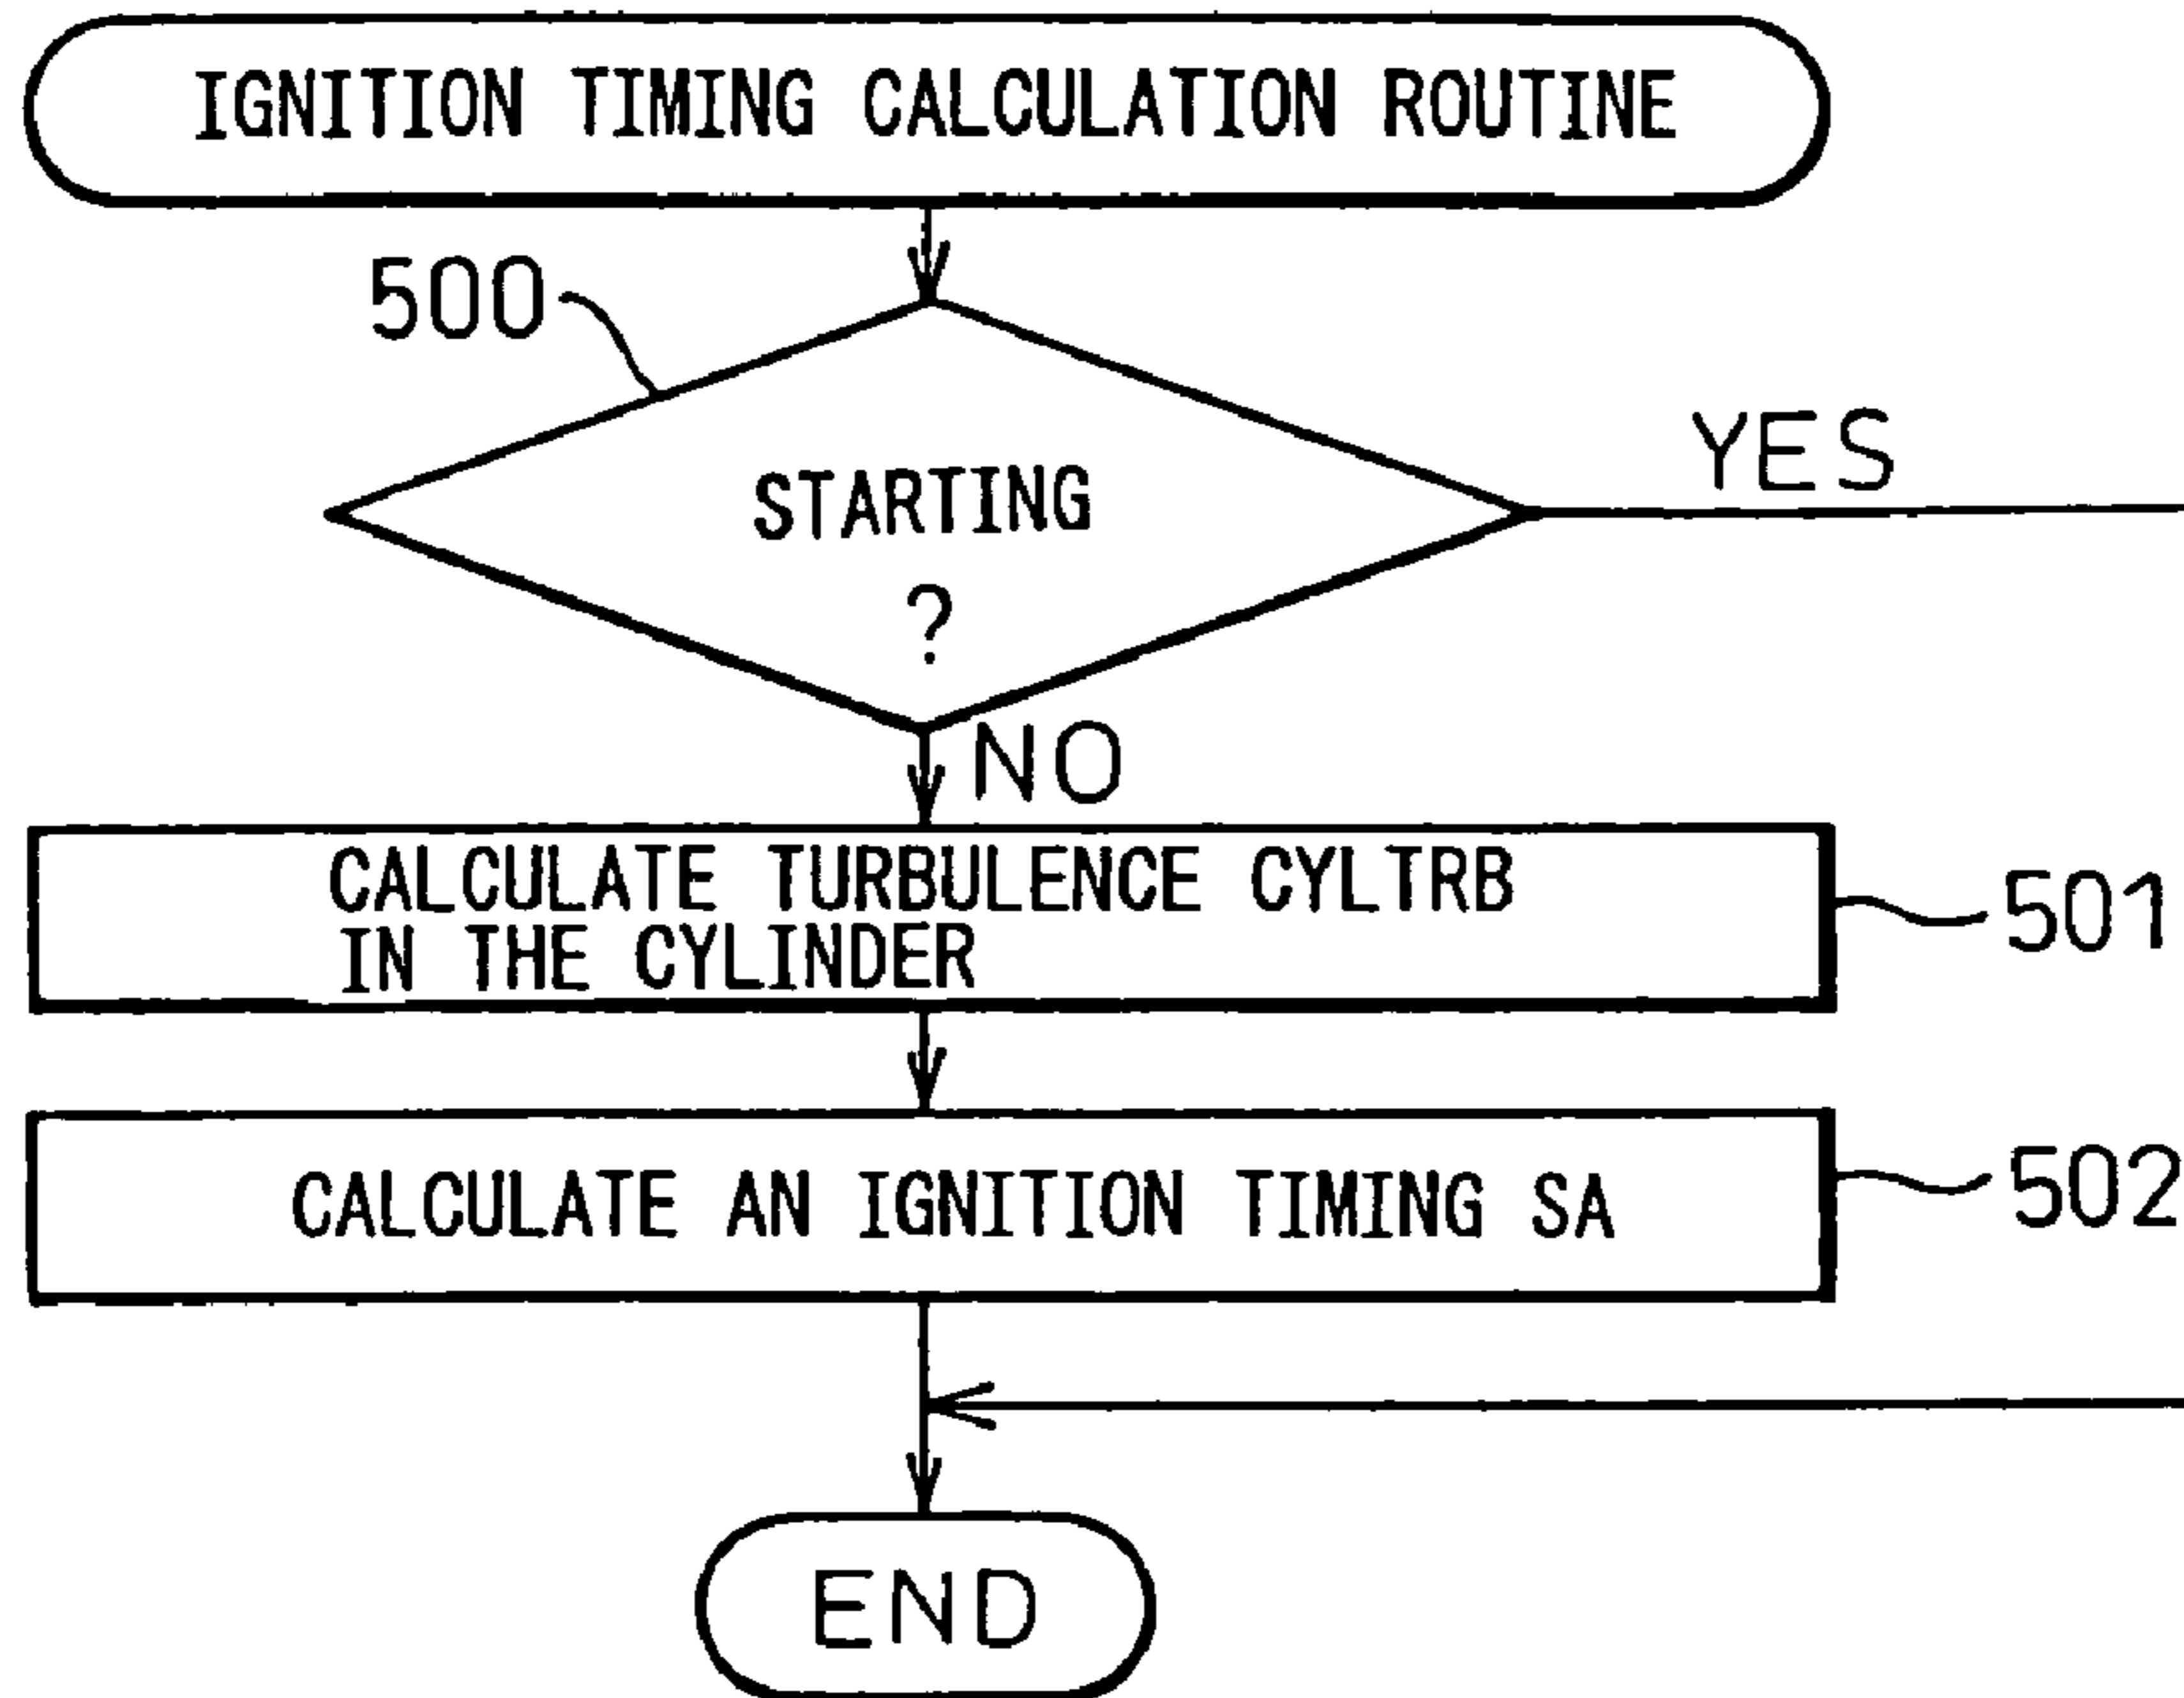 IGNITION TIMING CALCULATION ROUTINE
500
STARTING
?
YES
NO
CALCULATE TURBULENCE CYLTRB
IN THE CYLINDER
501
CALCULATE AN IGNITION TIMING SA
502
END